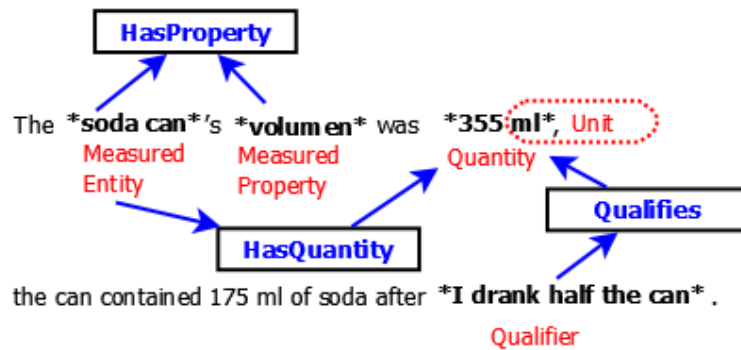 HasProperty
The *soda can*'s *volumen* was *355 ml*, Unit
Measured Entity
Measured Property
Quantity
Qualifies
HasQuantity
the can contained 175 ml of soda after *I drank half the can* .
Qualifier